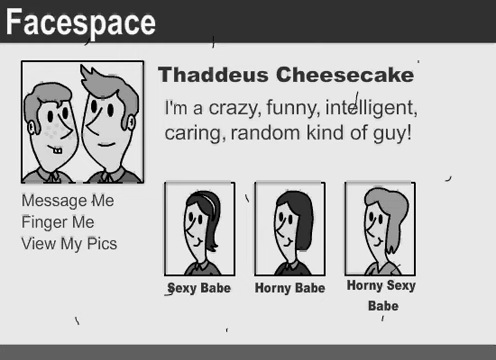 Facespace
Thaddeus Cheesecake
I'm a crazy, funny, intelligent,
caring, random kind of guy!
Message Me
Finger Me
View My Pics
Sexy Babe
Horny Babe
Horny Sexy
Babe